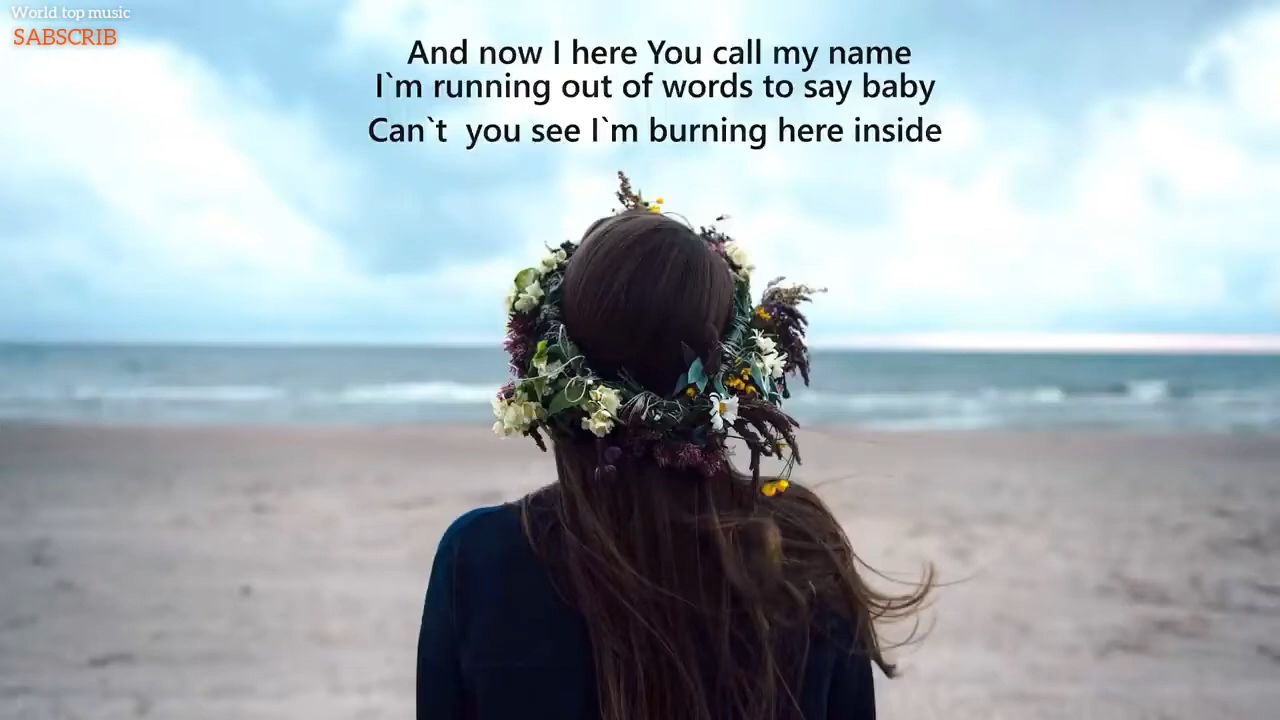 World top music
SABSCRIB
And now I here You call my name
I`m running out of words to say baby
Can`t  you see I`m burning here inside